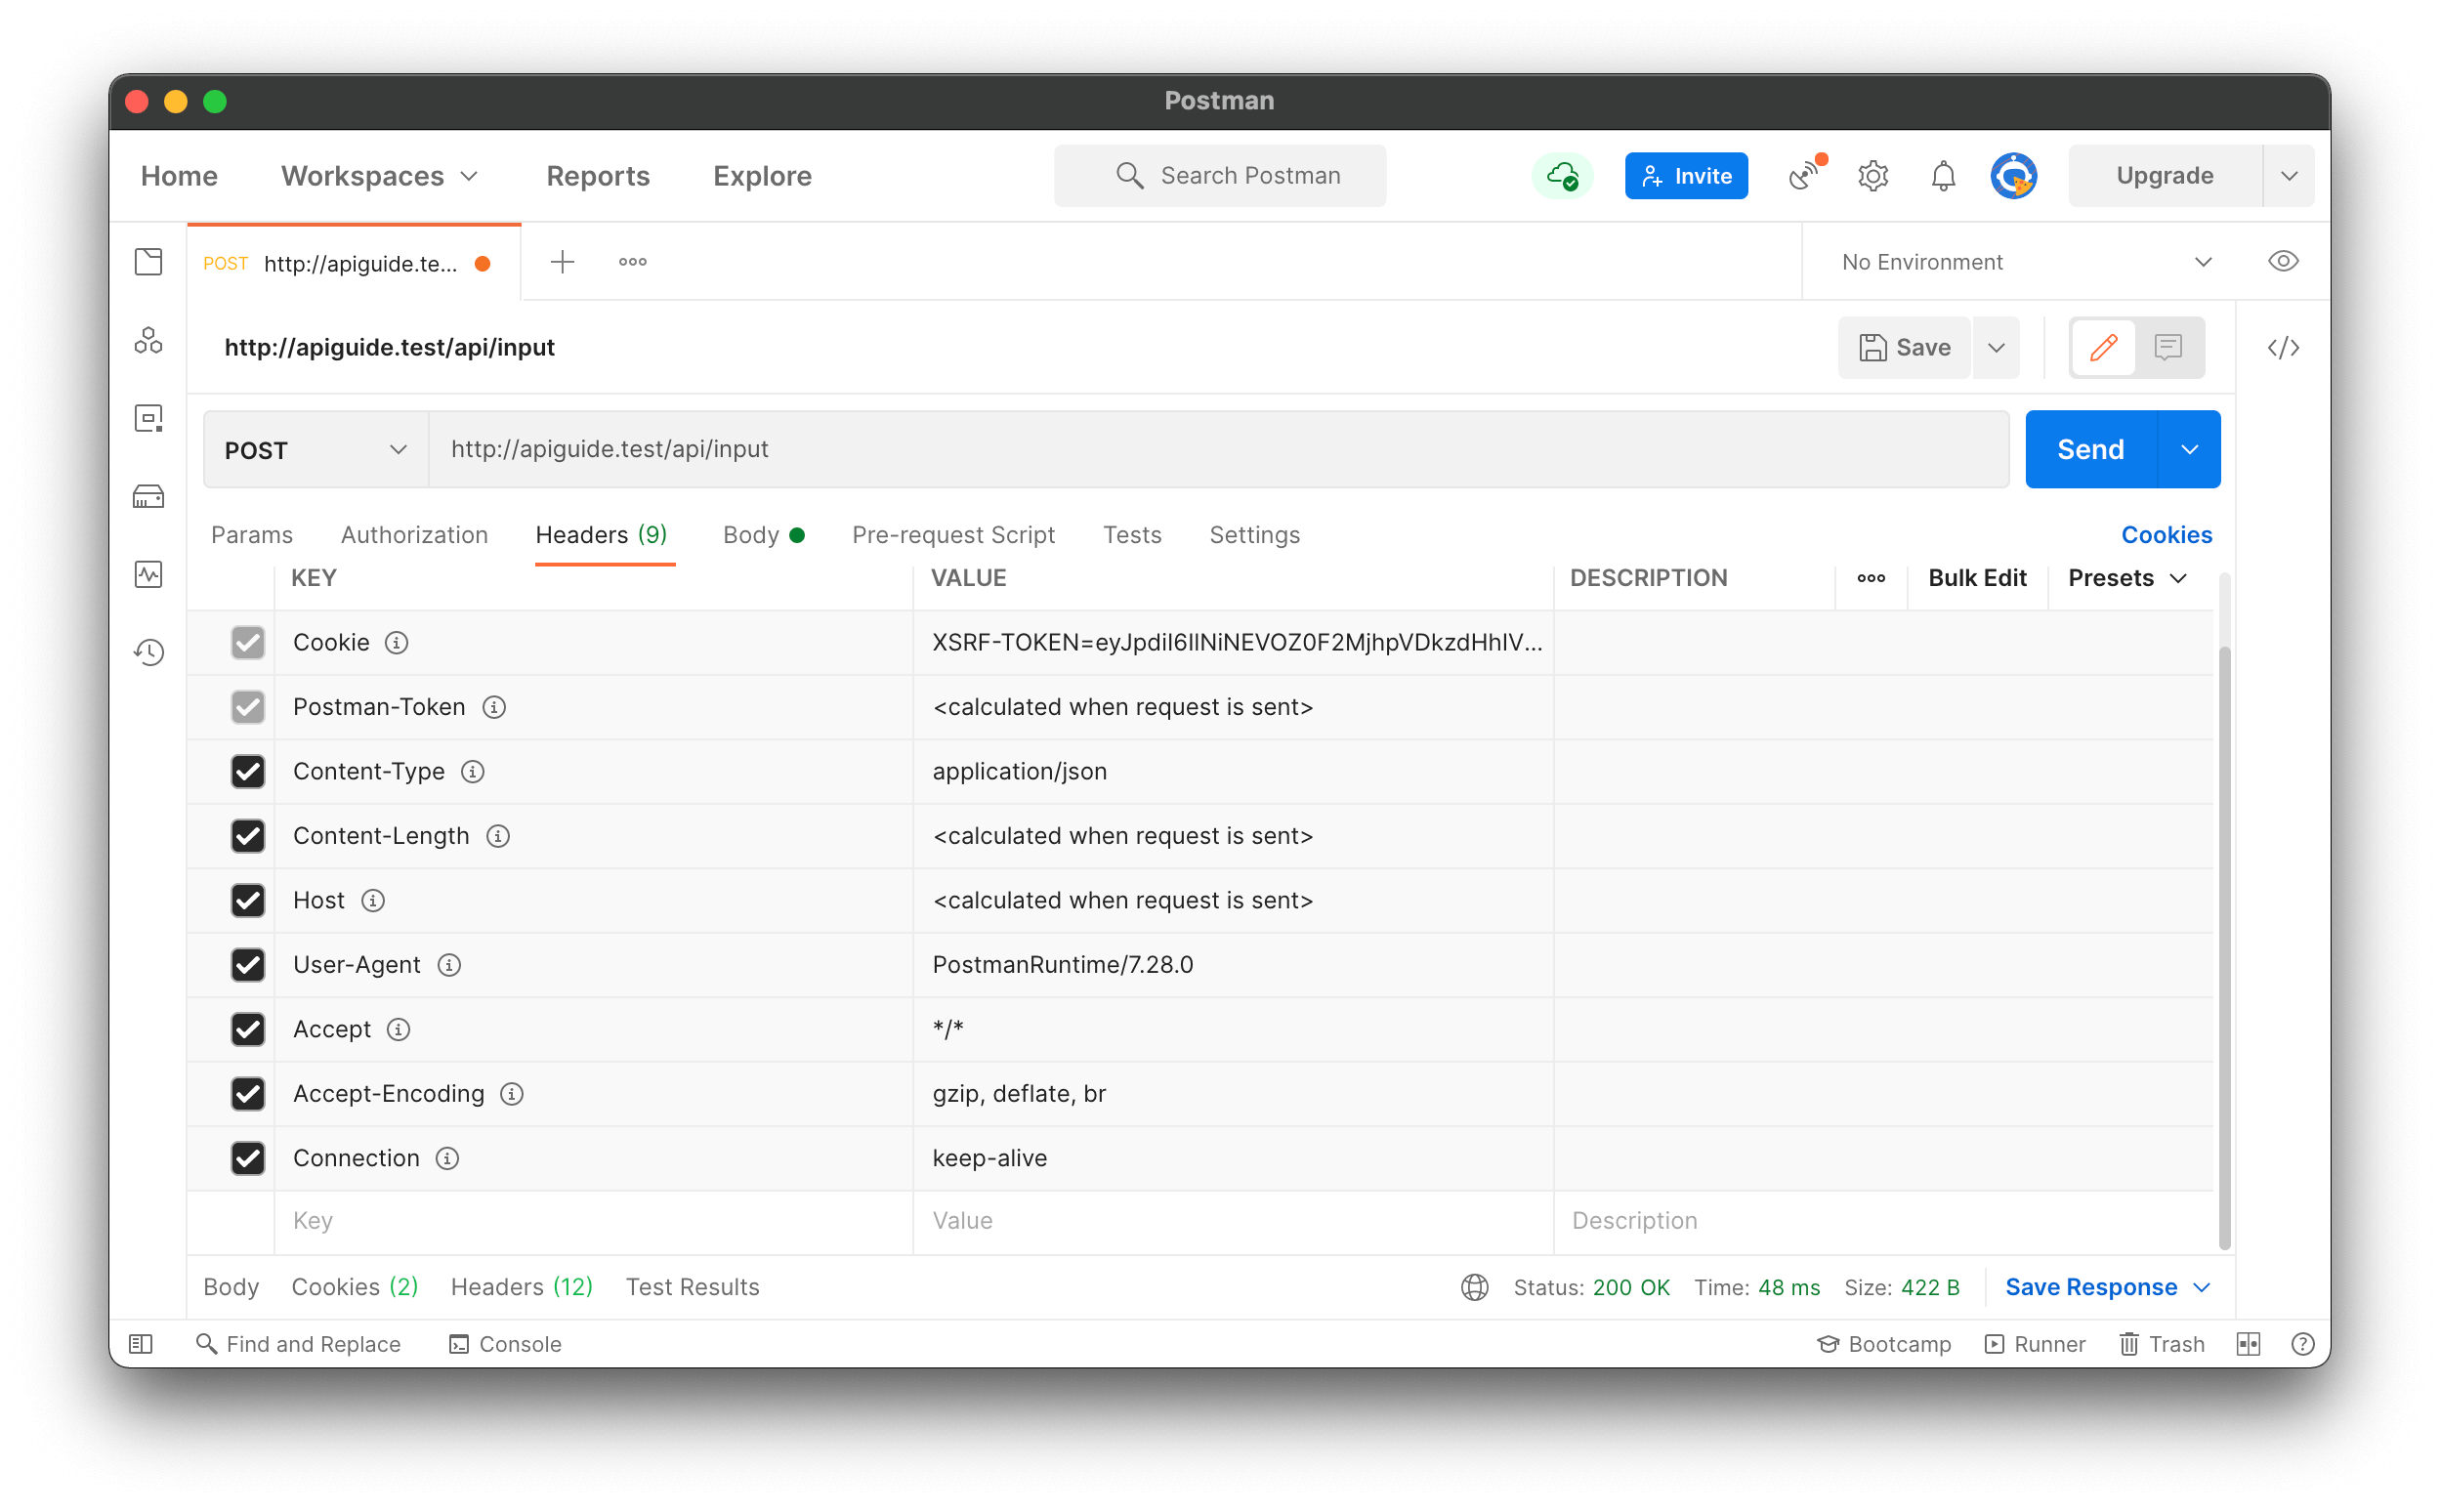 Postman
Home Workspaces Reports Explore Search Postman Invite Upgrade
POST http://apiguide.te... No Environment
http://apiguide.test/api/input Save
POST http://apiguide.test/api/input Send
Params Authorization Headers (9) Body Pre-request Script Tests Settings Cookies
KEY VALUE DESCRIPTION Bulk Edit Presets
Cookie XSRF-TOKEN=eyJpdiI6IlNiNEVOZ0F2MjhpVDkzdHhIV...
Postman-Token <calculated when request is sent>
Content-Type application/json
Content-Length <calculated when request is sent>
Host <calculated when request is sent>
User-Agent PostmanRuntime/7.28.0
Accept */*
Accept-Encoding gzip, deflate, br
Connection keep-alive
Key Value Description
Body Cookies (2) Headers (12) Test Results Status: 200 OK Time: 48 ms Size: 422 B Save Response
Find and Replace Console Bootcamp Runner Trash